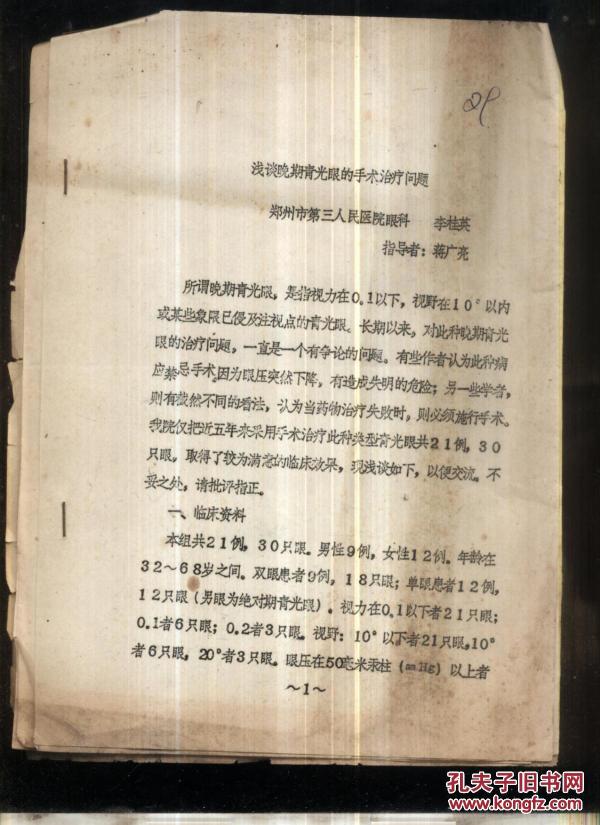 29
浅谈晚期青光眼的手术治疗问题
郑州市第三人民医院眼科 李桂英
指导者：蒋广亮
所谓晚期青光眼，是指视力在0.1以下，视野在10°以内
或某些象限已侵及注视点的青光眼。长期以来，对此种晚期青光
眼的治疗问题，一直是一个有争论的问题。有些作者认为此种病
应禁忌手术，因为眼压突然下降，有造成失明的危险；另一些学者，
则有截然不同的看法，认为当药物治疗失败时，则必须施行手术。
我院仅把近五年来采用手术治疗此种类型青光眼共21例，30
只眼，取得了较为满意的临床效果，现浅谈如下，以便交流。不
妥之处，请批评指正。
一、临床资料
本组共21例，30只眼。男性9例，女性12例。年龄在
32～68岁之间。双眼患者9例，18只眼；单眼患者12例，
12只眼（另眼为绝对期青光眼）。视力在0.1以下者21只眼；
0.1者6只眼；0.2者3只眼。视野：10°以下者21只眼，10°
者6只眼，20°者3只眼。眼压在50毫米汞柱（mmHg）以上者
～1～
孔夫子旧书网
www.kongfz.com